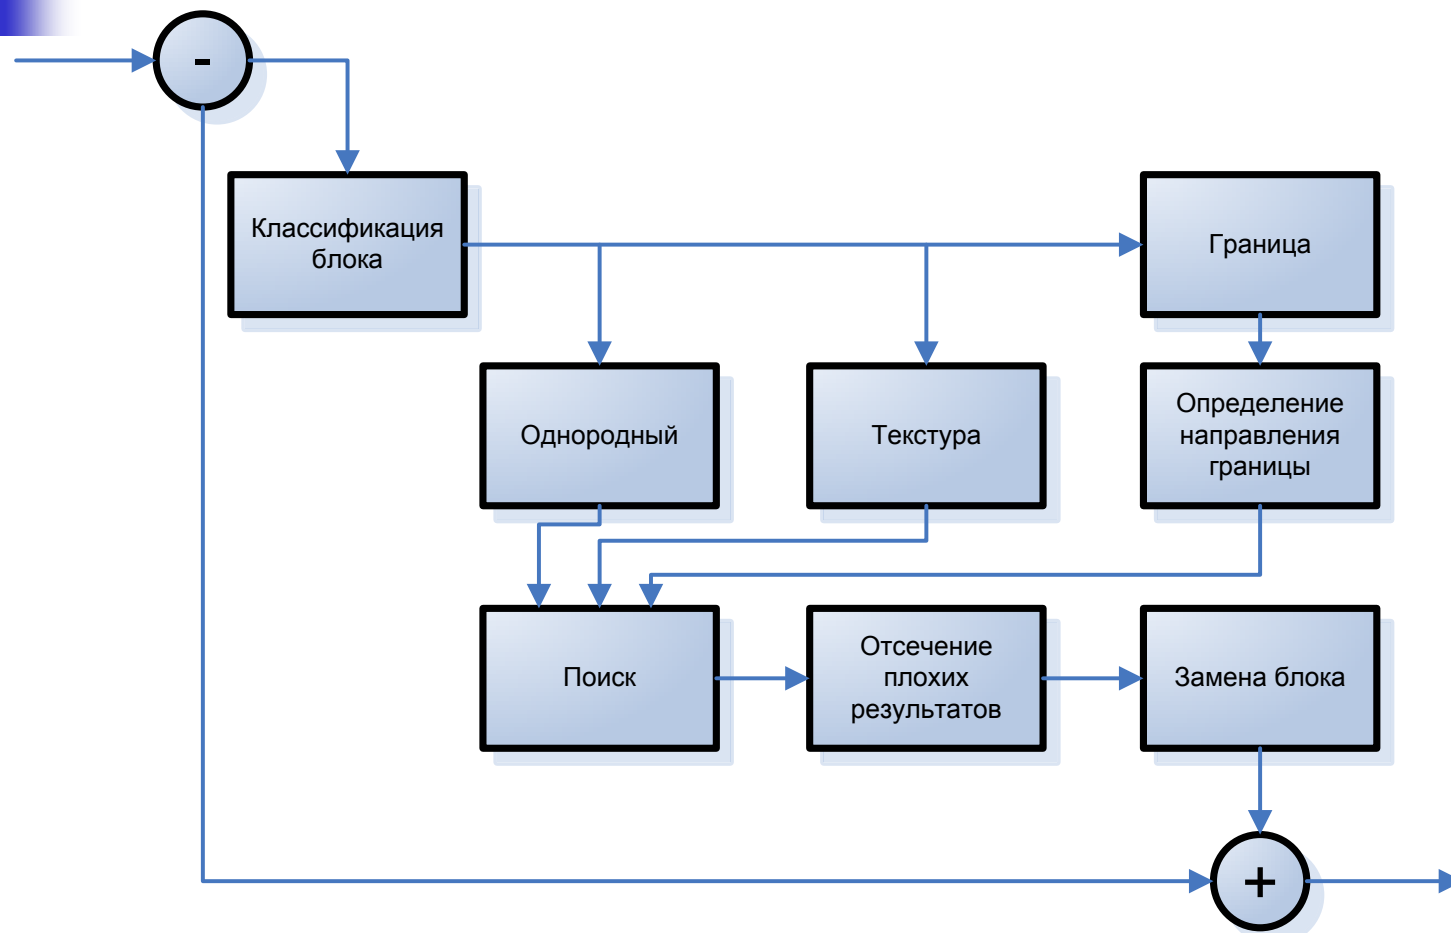 -
Классификация
блока
Граница
Однородный
Текстура
Определение
направления
границы
Поиск
Отсечение
плохих
результатов
Замена блока
+